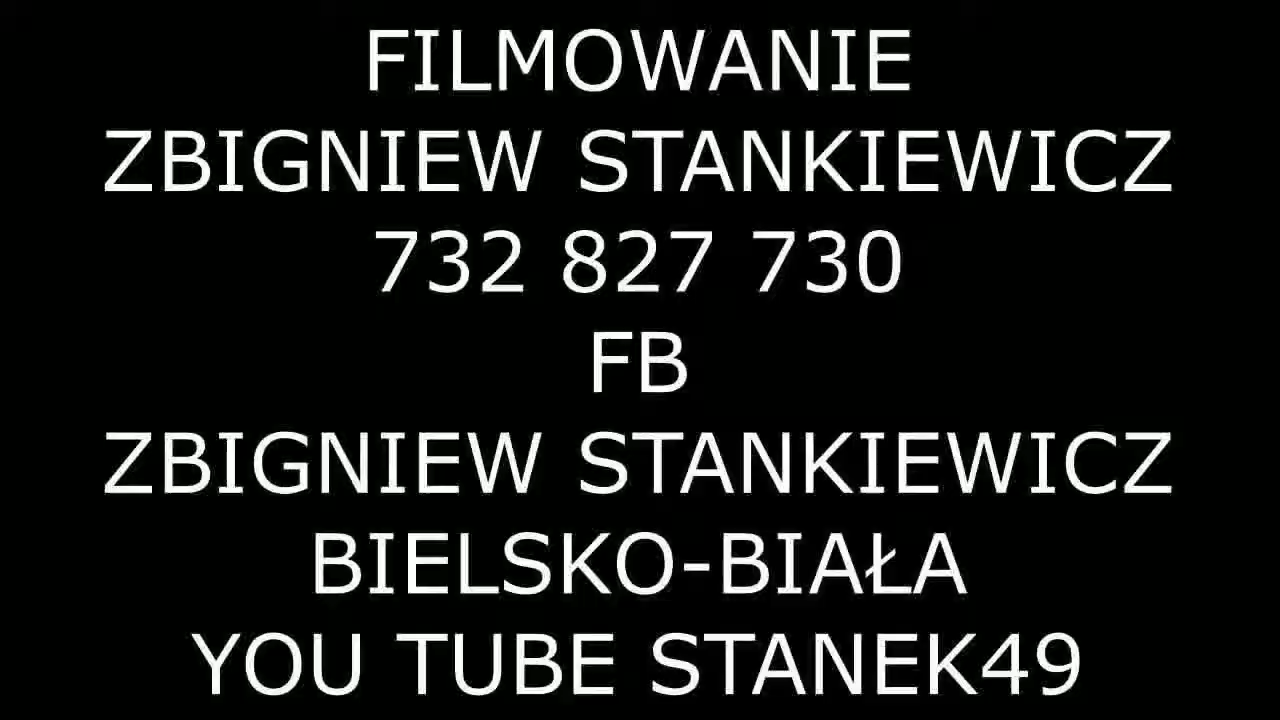 FILMOWANIE
ZBIGNIEW STANKIEWICZ
732 827 730
FB
ZBIGNIEW STANKIEWICZ
BIELSKO-BIAŁA
YOU TUBE STANEK49